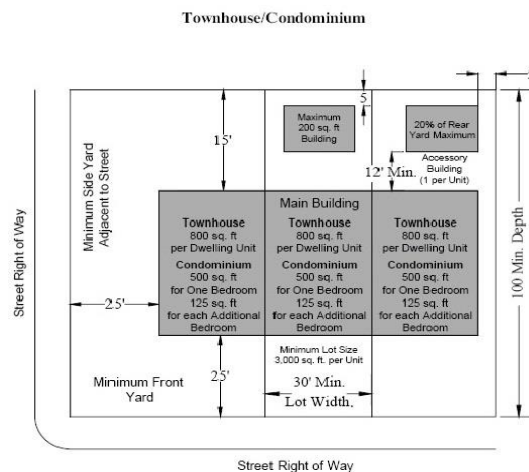 Townhouse/Condominium
5
15'
Maximum
200 sq. ft
Building
20% of Rear
Yard Maximum
12' Min.
Accessory
Building
(1 per Unit)
Minimum Side Yard
Adjacent to Street
Street Right of Way
100 Min. Depth
Main Building
Townhouse
800 sq. ft
per Dwelling Unit
Condominium
500 sq. ft
for One Bedroom
125 sq. ft
for each Additional
Bedroom
Townhouse
800 sq. ft
per Dwelling Unit
Condominium
500 sq. ft
for One Bedroom
125 sq. ft
for each Additional
Bedroom
Townhouse
800 sq. ft
per Dwelling Unit
Condominium
500 sq. ft
for One Bedroom
125 sq. ft
for each Additional
Bedroom
25'
Minimum Lot Size
3,000 sq. ft. per Unit
Minimum Front
Yard
25'
30' Min.
Lot Width.
Street Right of Way